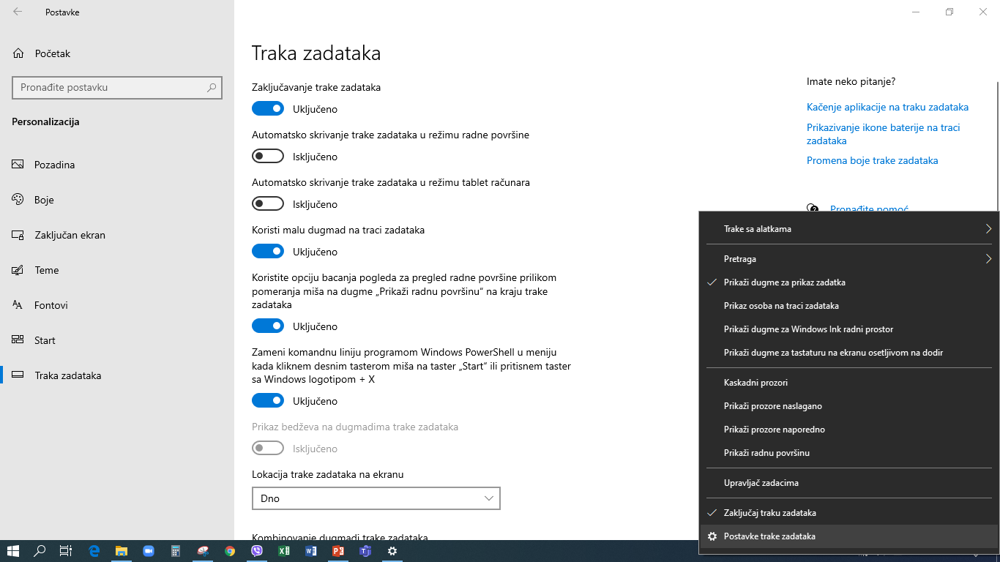 Postavke
Početak
Pronađite postavku
Personalizacija
Pozadina
Boje
Zaključan ekran
Teme
Fontovi
Start
Traka zadataka
Traka zadataka
Zaključavanje trake zadataka
Uključeno
Automatsko skrivanje trake zadataka u režimu radne površine
Isključeno
Automatsko skrivanje trake zadataka u režimu tablet računara
Isključeno
Koristi malu dugmad na traci zadataka
Uključeno
Koristite opciju bacanja pogleda za pregled radne površine prilikom
pomeranja miša na dugme „Prikaži radnu površinu“ na kraju trake
zadataka
Uključeno
Zameni komandnu liniju programom Windows PowerShell u meniju
kada kliknem desnim tasterom miša na taster „Start“ ili pritisnem taster
sa Windows logotipom + X
Uključeno
Prikaz bedževa na dugmadima trake zadataka
Isključeno
Lokacija trake zadataka na ekranu
Dno
Kombinovanje dugmadi trake zadataka
Imate neko pitanje?
Kačenje aplikacije na traku zadataka
Prikazivanje ikone baterije na traci
zadataka
Promena boje trake zadataka
Pronađite pomoć
Trake sa alatkama
Pretraga
Prikaži dugme za prikaz zadatka
Prikaz osoba na traci zadataka
Prikaži dugme za Windows Ink radni prostor
Prikaži dugme za tastaturu na ekranu osetljivom na dodir
Kaskadni prozori
Prikaži prozore naslagano
Prikaži prozore naporedno
Prikaži radnu površinu
Upravljač zadacima
Zaključaj traku zadataka
Postavke trake zadataka